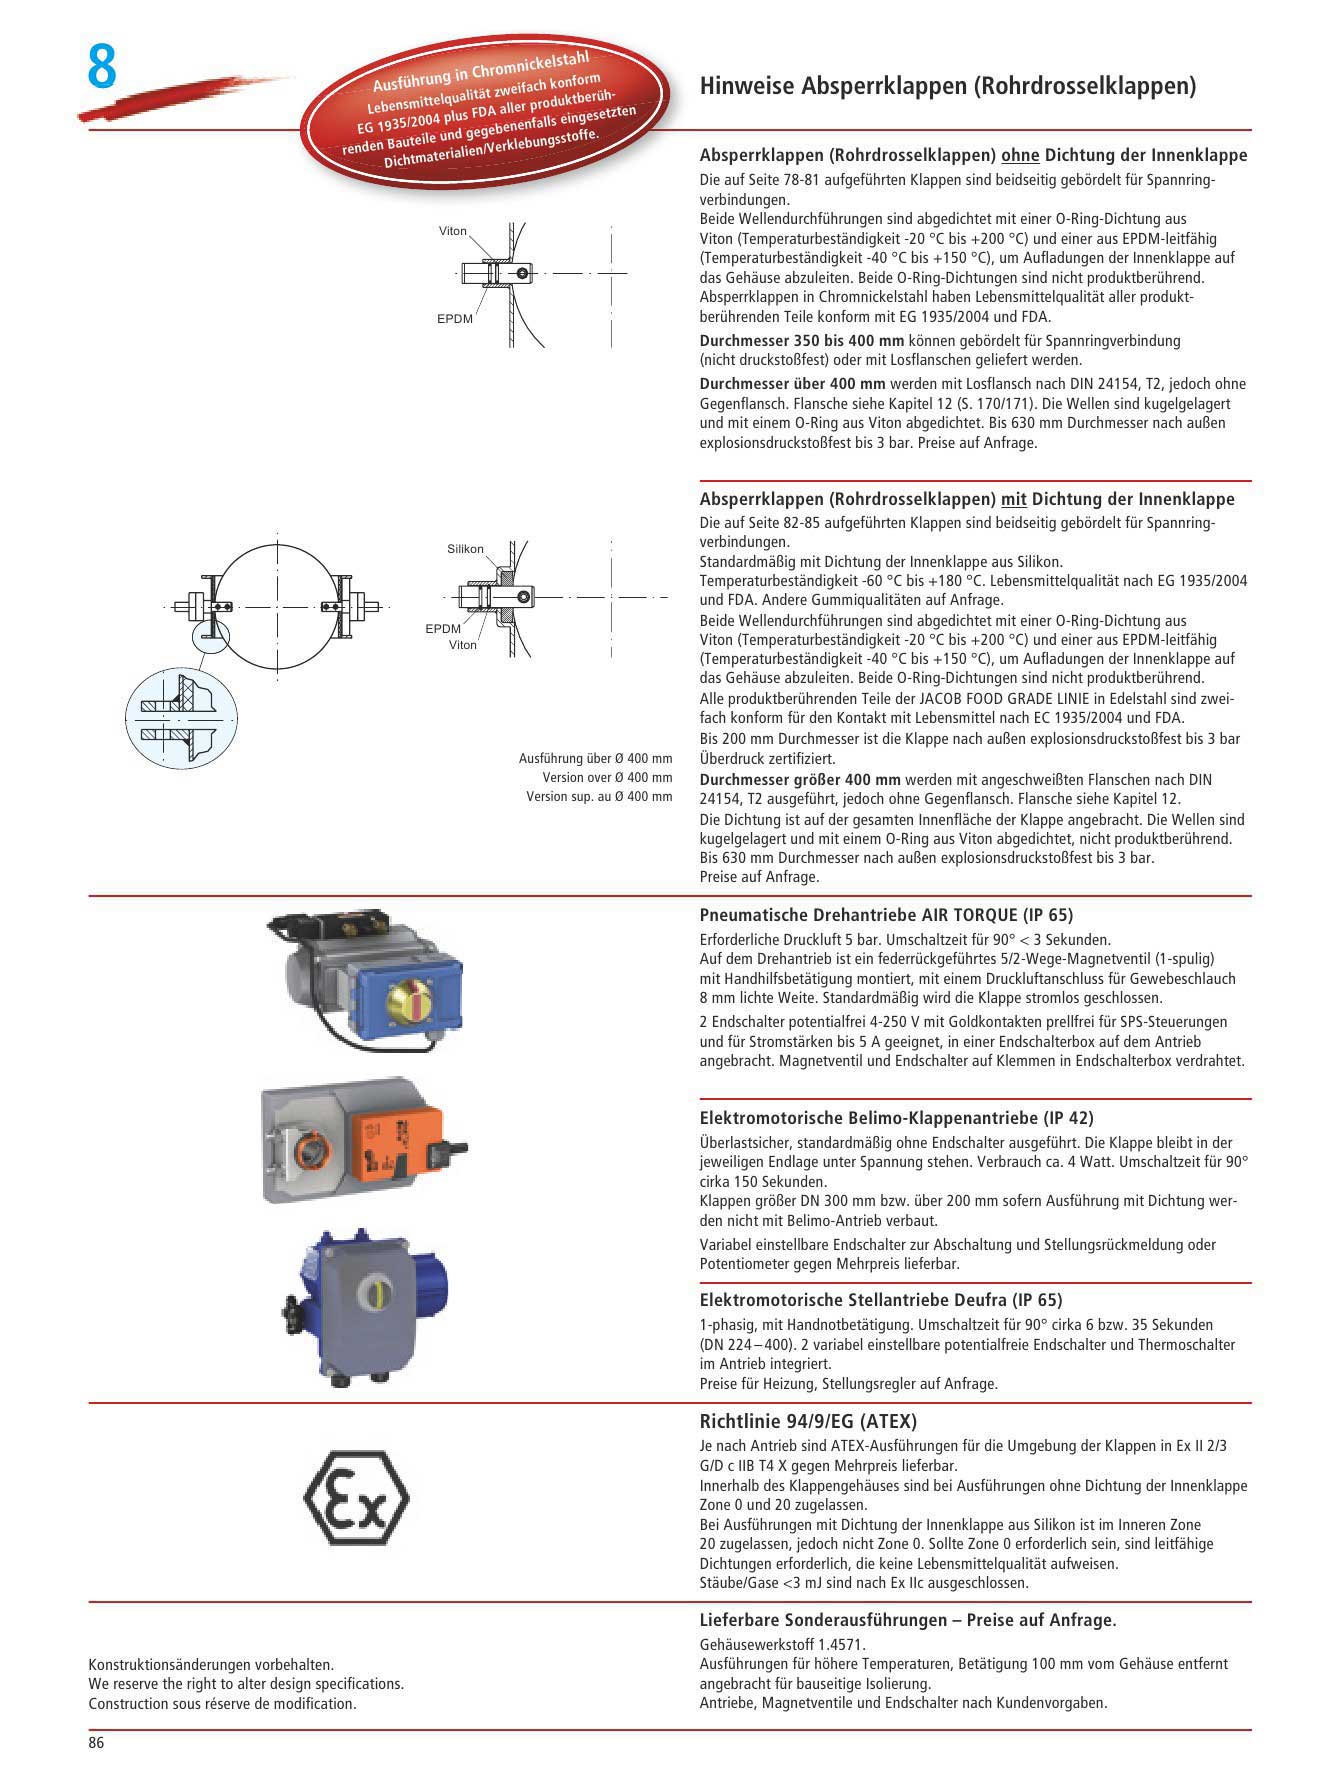 8
Ausführung in Chromnickelstahl
Lebensmittelqualität zweifach konform
EG 1935/2004 plus FDA aller produktberüh-
renden Bauteile und gegebenenfalls eingesetzten
Dichtmaterialien/Verklebungsstoffe.
Hinweise Absperrklappen (Rohrdrosselklappen)
Absperrklappen (Rohrdrosselklappen) ohne Dichtung der Innenklappe
Die auf Seite 78-81 aufgeführten Klappen sind beidseitig gebördelt für Spannring-
verbindungen.
Beide Wellendurchführungen sind abgedichtet mit einer O-Ring-Dichtung aus
Viton (Temperaturbeständigkeit -20 °C bis +200 °C) und einer aus EPDM-leitfähig
(Temperaturbeständigkeit -40 °C bis +150 °C), um Aufladungen der Innenklappe auf
das Gehäuse abzuleiten. Beide O-Ring-Dichtungen sind nicht produktberührend.
Absperrklappen in Chromnickelstahl haben Lebensmittelqualität aller produkt-
berührenden Teile konform mit EG 1935/2004 und FDA.
Durchmesser 350 bis 400 mm können gebördelt für Spannringverbindung
(nicht druckstoßfest) oder mit Losflanschen geliefert werden.
Durchmesser über 400 mm werden mit Losflansch nach DIN 24154, T2, jedoch ohne
Gegenflansch. Flansche siehe Kapitel 12 (S. 170/171). Die Wellen sind kugelgelagert
und mit einem O-Ring aus Viton abgedichtet. Bis 630 mm Durchmesser nach außen
explosionsdruckstoßfest bis 3 bar. Preise auf Anfrage.
Viton
EPDM
Absperrklappen (Rohrdrosselklappen) mit Dichtung der Innenklappe
Die auf Seite 82-85 aufgeführten Klappen sind beidseitig gebördelt für Spannring-
verbindungen.
Standardmäßig mit Dichtung der Innenklappe aus Silikon.
Temperaturbeständigkeit -60 °C bis +180 °C. Lebensmittelqualität nach EG 1935/2004
und FDA. Andere Gummiqualitäten auf Anfrage.
Beide Wellendurchführungen sind abgedichtet mit einer O-Ring-Dichtung aus
Viton (Temperaturbeständigkeit -20 °C bis +200 °C) und einer aus EPDM-leitfähig
(Temperaturbeständigkeit -40 °C bis +150 °C), um Aufladungen der Innenklappe auf
das Gehäuse abzuleiten. Beide O-Ring-Dichtungen sind nicht produktberührend.
Alle produktberührenden Teile der JACOB FOOD GRADE LINIE in Edelstahl sind zwei-
fach konform für den Kontakt mit Lebensmittel nach EC 1935/2004 und FDA.
Bis 200 mm Durchmesser ist die Klappe nach außen explosionsdruckstoßfest bis 3 bar
Überdruck zertifiziert.
Durchmesser größer 400 mm werden mit angeschweißten Flanschen nach DIN
24154, T2 ausgeführt, jedoch ohne Gegenflansch. Flansche siehe Kapitel 12.
Die Dichtung ist auf der gesamten Innenfläche der Klappe angebracht. Die Wellen sind
kugelgelagert und mit einem O-Ring aus Viton abgedichtet, nicht produktberührend.
Bis 630 mm Durchmesser nach außen explosionsdruckstoßfest bis 3 bar.
Preise auf Anfrage.
Silikon
EPDM
Viton
Ausführung über Ø 400 mm
Version over Ø 400 mm
Version sup. au Ø 400 mm
Pneumatische Drehantriebe AIR TORQUE (IP 65)
Erforderliche Druckluft 5 bar. Umschaltzeit für 90° < 3 Sekunden.
Auf dem Drehantrieb ist ein federrückgeführtes 5/2-Wege-Magnetventil (1-spulig)
mit Handhilfsbetätigung montiert, mit einem Druckluftanschluss für Gewebeschlauch
8 mm lichte Weite. Standardmäßig wird die Klappe stromlos geschlossen.
2 Endschalter potentialfrei 4-250 V mit Goldkontakten prellfrei für SPS-Steuerungen
und für Stromstärken bis 5 A geeignet, in einer Endschalterbox auf dem Antrieb
angebracht. Magnetventil und Endschalter auf Klemmen in Endschalterbox verdrahtet.
Elektromotorische Belimo-Klappenantriebe (IP 42)
Überlastsicher, standardmäßig ohne Endschalter ausgeführt. Die Klappe bleibt in der
jeweiligen Endlage unter Spannung stehen. Verbrauch ca. 4 Watt. Umschaltzeit für 90°
cirka 150 Sekunden.
Klappen größer DN 300 mm bzw. über 200 mm sofern Ausführung mit Dichtung wer-
den nicht mit Belimo-Antrieb verbaut.
Variabel einstellbare Endschalter zur Abschaltung und Stellungsrückmeldung oder
Potentiometer gegen Mehrpreis lieferbar.
Elektromotorische Stellantriebe Deufra (IP 65)
1-phasig, mit Handnotbetätigung. Umschaltzeit für 90° cirka 6 bzw. 35 Sekunden
(DN 224–400). 2 variabel einstellbare potentialfreie Endschalter und Thermoschalter
im Antrieb integriert.
Preise für Heizung, Stellungsregler auf Anfrage.
Richtlinie 94/9/EG (ATEX)
Je nach Antrieb sind ATEX-Ausführungen für die Umgebung der Klappen in Ex II 2/3
G/D c IIB T4 X gegen Mehrpreis lieferbar.
Innerhalb des Klappengehäuses sind bei Ausführungen ohne Dichtung der Innenklappe
Zone 0 und 20 zugelassen.
Bei Ausführungen mit Dichtung der Innenklappe aus Silikon ist im Inneren Zone
20 zugelassen, jedoch nicht Zone 0. Sollte Zone 0 erforderlich sein, sind leitfähige
Dichtungen erforderlich, die keine Lebensmittelqualität aufweisen.
Stäube/Gase <3 mJ sind nach Ex IIc ausgeschlossen.
Ex
Lieferbare Sonderausführungen – Preise auf Anfrage.
Gehäusewerkstoff 1.4571.
Ausführungen für höhere Temperaturen, Betätigung 100 mm vom Gehäuse entfernt
angebracht für bauseitige Isolierung.
Antriebe, Magnetventile und Endschalter nach Kundenvorgaben.
Konstruktionsänderungen vorbehalten.
We reserve the right to alter design specifications.
Construction sous réserve de modification.
86